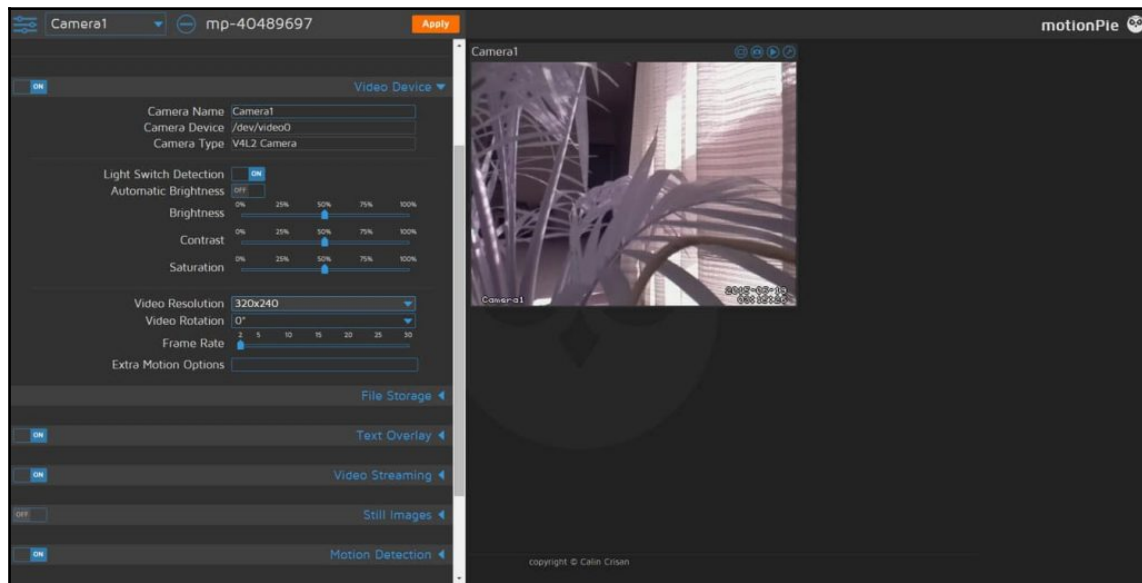 Camera1 mp-40489697 Apply motionPie
ON Video Device
Camera Name Camera1
Camera Device /dev/video0
Camera Type V4L2 Camera
Light Switch Detection ON
Automatic Brightness OFF
0% 25% 50% 75% 100%
Brightness
0% 25% 50% 75% 100%
Contrast
0% 25% 50% 75% 100%
Saturation
Video Resolution 320x240
Video Rotation 0°
2 5 10 15 20 25 30
Frame Rate
Extra Motion Options
File Storage
ON Text Overlay
ON Video Streaming
OFF Still Images
ON Motion Detection
Camera1
Camera1
copyright © Calin Crisan